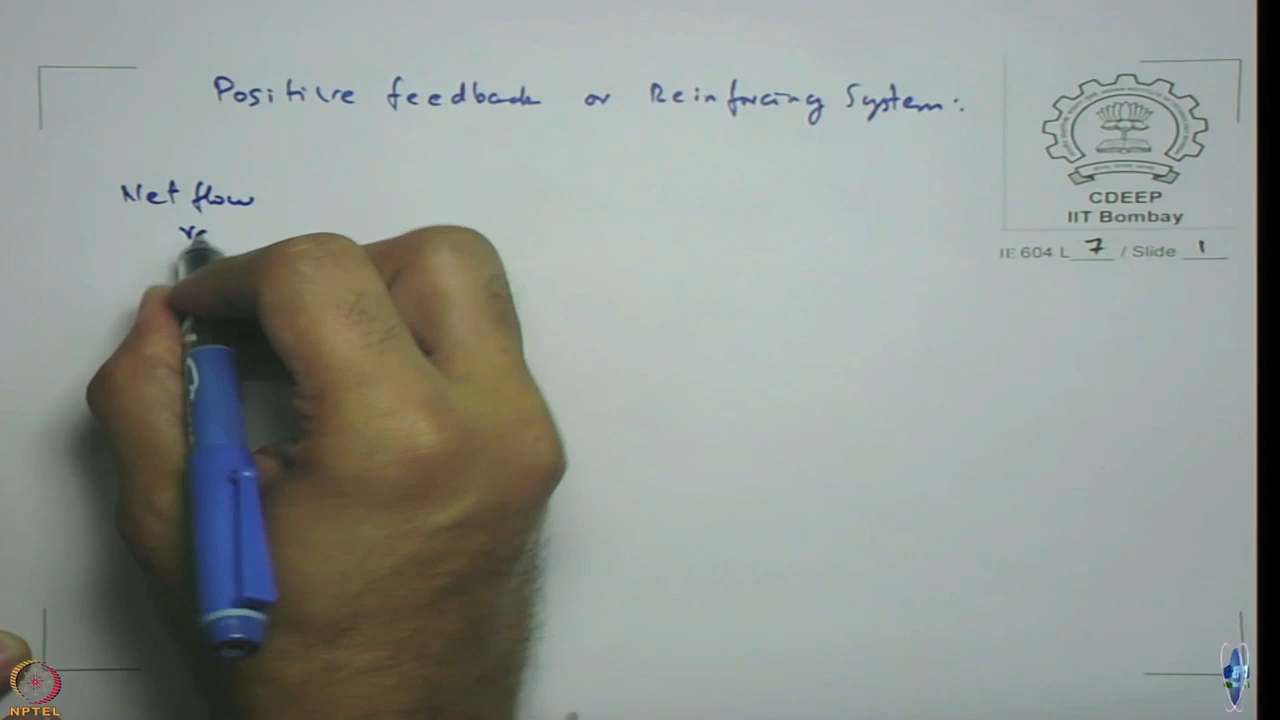 Positive feedback or Reinforcing System:
Net flow
CDEEP
IIT Bombay
IE 604 L 7 / Slide 1
NPTEL